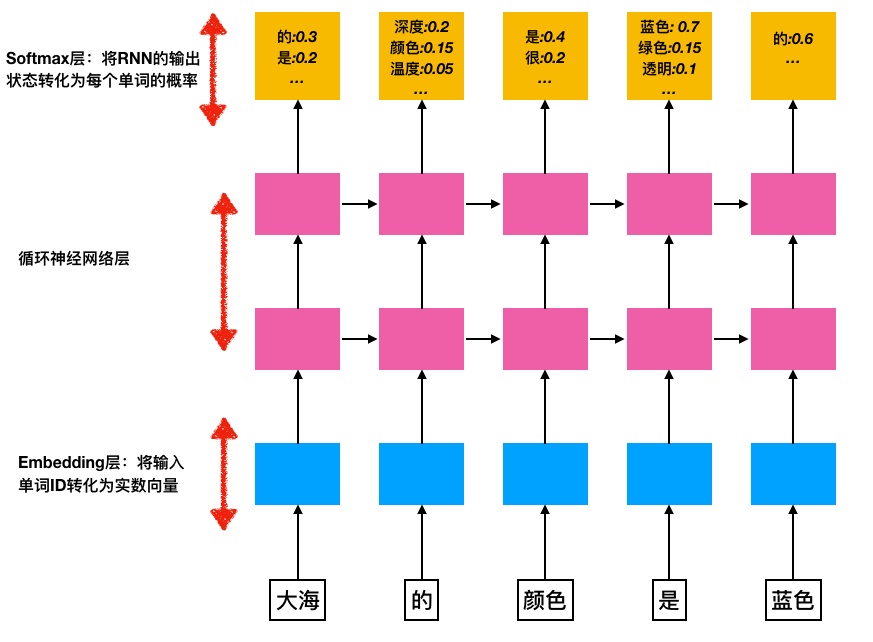 Softmax层：将RNN的输出
状态转化为每个单词的概率
的:0.3
是:0.2
...
深度:0.2
颜色:0.15
温度:0.05
...
是:0.4
很:0.2
...
蓝色: 0.7
绿色:0.15
透明:0.1
...
的:0.6
...
循环神经网络层
Embedding层：将输入
单词ID转化为实数向量
大海
的
颜色
是
蓝色